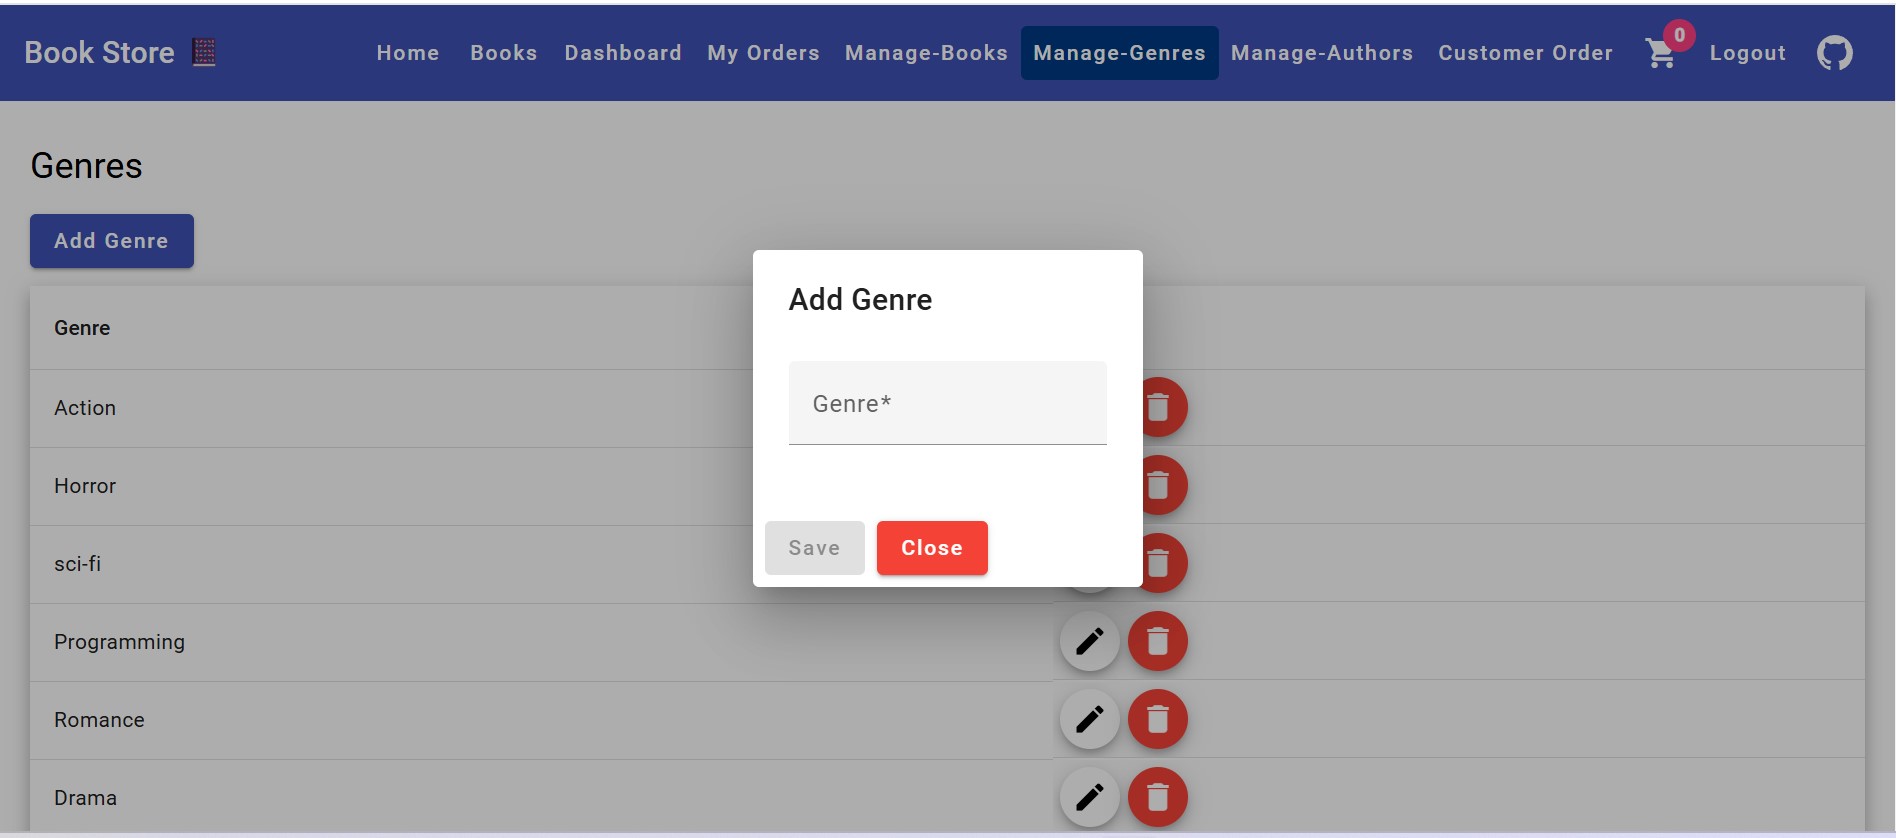 Book Store
Home Books Dashboard My Orders Manage-Books Manage-Genres Manage-Authors Customer Order 0 Logout
Genres
Add Genre
Genre
Action
Horror
sci-fi
Programming
Romance
Drama
Add Genre
Genre*
Save Close